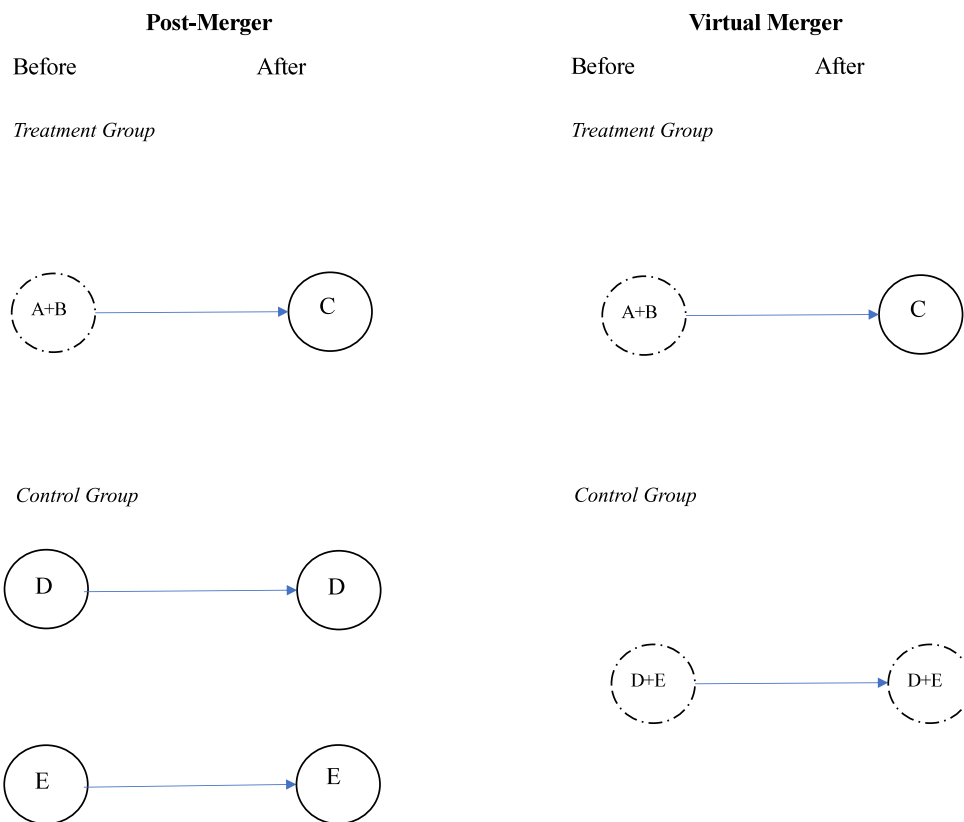 Post-Merger
Before After
Treatment Group
A+B C
Control Group
D D
E E
Virtual Merger
Before After
Treatment Group
A+B C
Control Group
D+E D+E